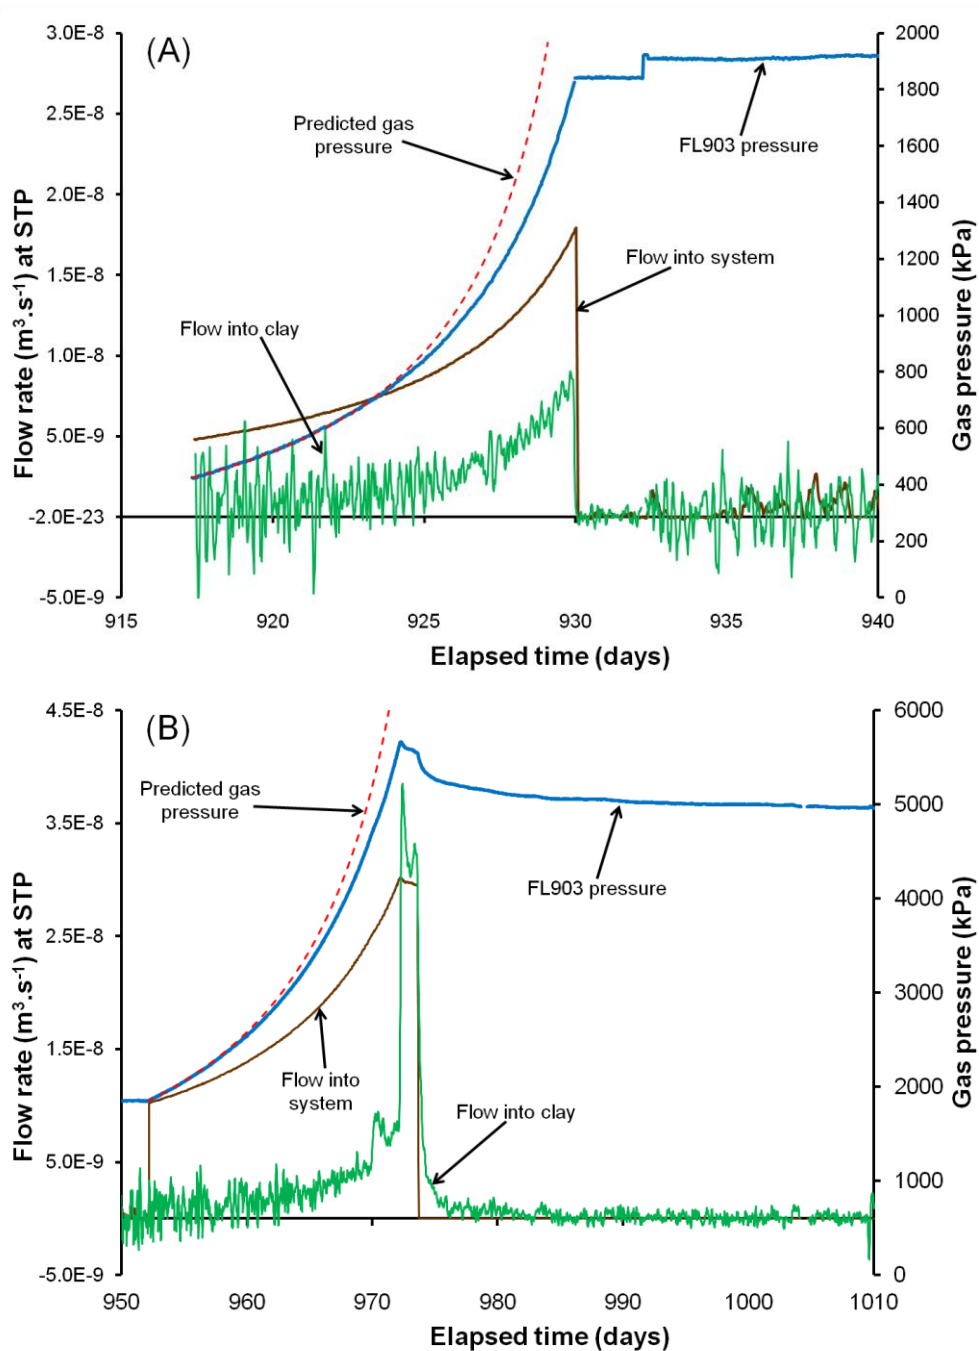 (A)
3.0E-8
2.5E-8
2.0E-8
1.5E-8
1.0E-8
5.0E-9
-2.0E-23
-5.0E-9
Flow rate (m³.s⁻¹) at STP
2000
1800
1600
1400
1200
1000
800
600
400
200
0
Gas pressure (kPa)
Predicted gas
pressure
FL903 pressure
Flow into system
Flow into clay
915
920
925
930
935
940
Elapsed time (days)
(B)
4.5E-8
3.5E-8
2.5E-8
1.5E-8
5.0E-9
-5.0E-9
Flow rate (m³.s⁻¹) at STP
6000
5000
4000
3000
2000
1000
0
Gas pressure (kPa)
Predicted gas
pressure
FL903 pressure
Flow into
system
Flow into clay
950
960
970
980
990
1000
1010
Elapsed time (days)